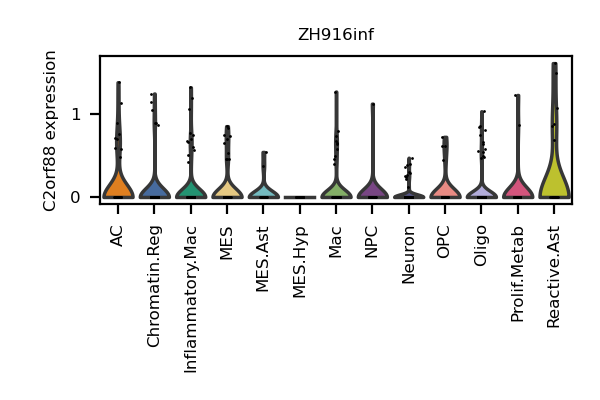 ZH916inf
C2orf88 expression
1
0
AC
Chromatin.Reg
Inflammatory.Mac
MES
MES.Ast
MES.Hyp
Mac
NPC
Neuron
OPC
Oligo
Prolif.Metab
Reactive.Ast